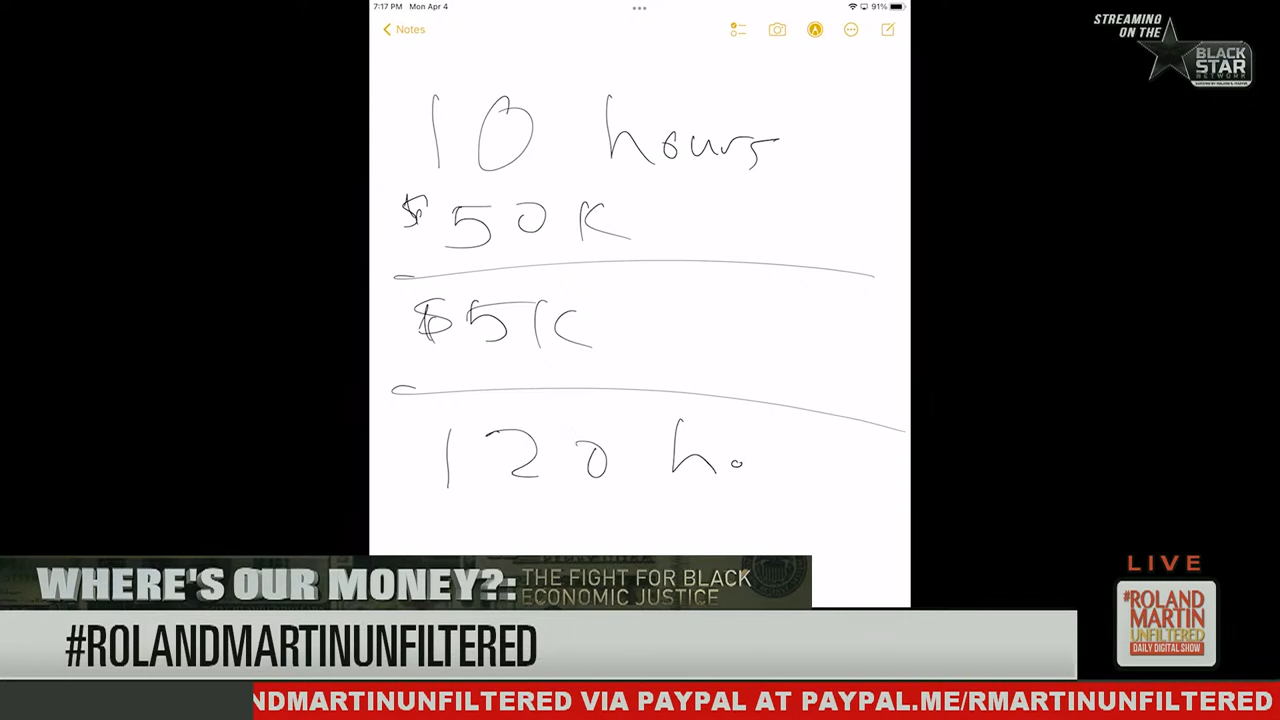 7:17 PM Mon Apr 4
91%
Notes
STREAMING
ON THE
BLACK
STAR
NETWORK
10 hours
$50K
$5K
120 ho
WHERE'S OUR MONEY?: THE FIGHT FOR BLACK
ECONOMIC JUSTICE
#ROLANDMARTINUNFILTERED
LIVE
#ROLAND
MARTIN
UNFILTERED
DAILY DIGITAL SHOW
NDMARTINUNFILTERED VIA PAYPAL AT PAYPAL.ME/RMARTINUNFILTERED